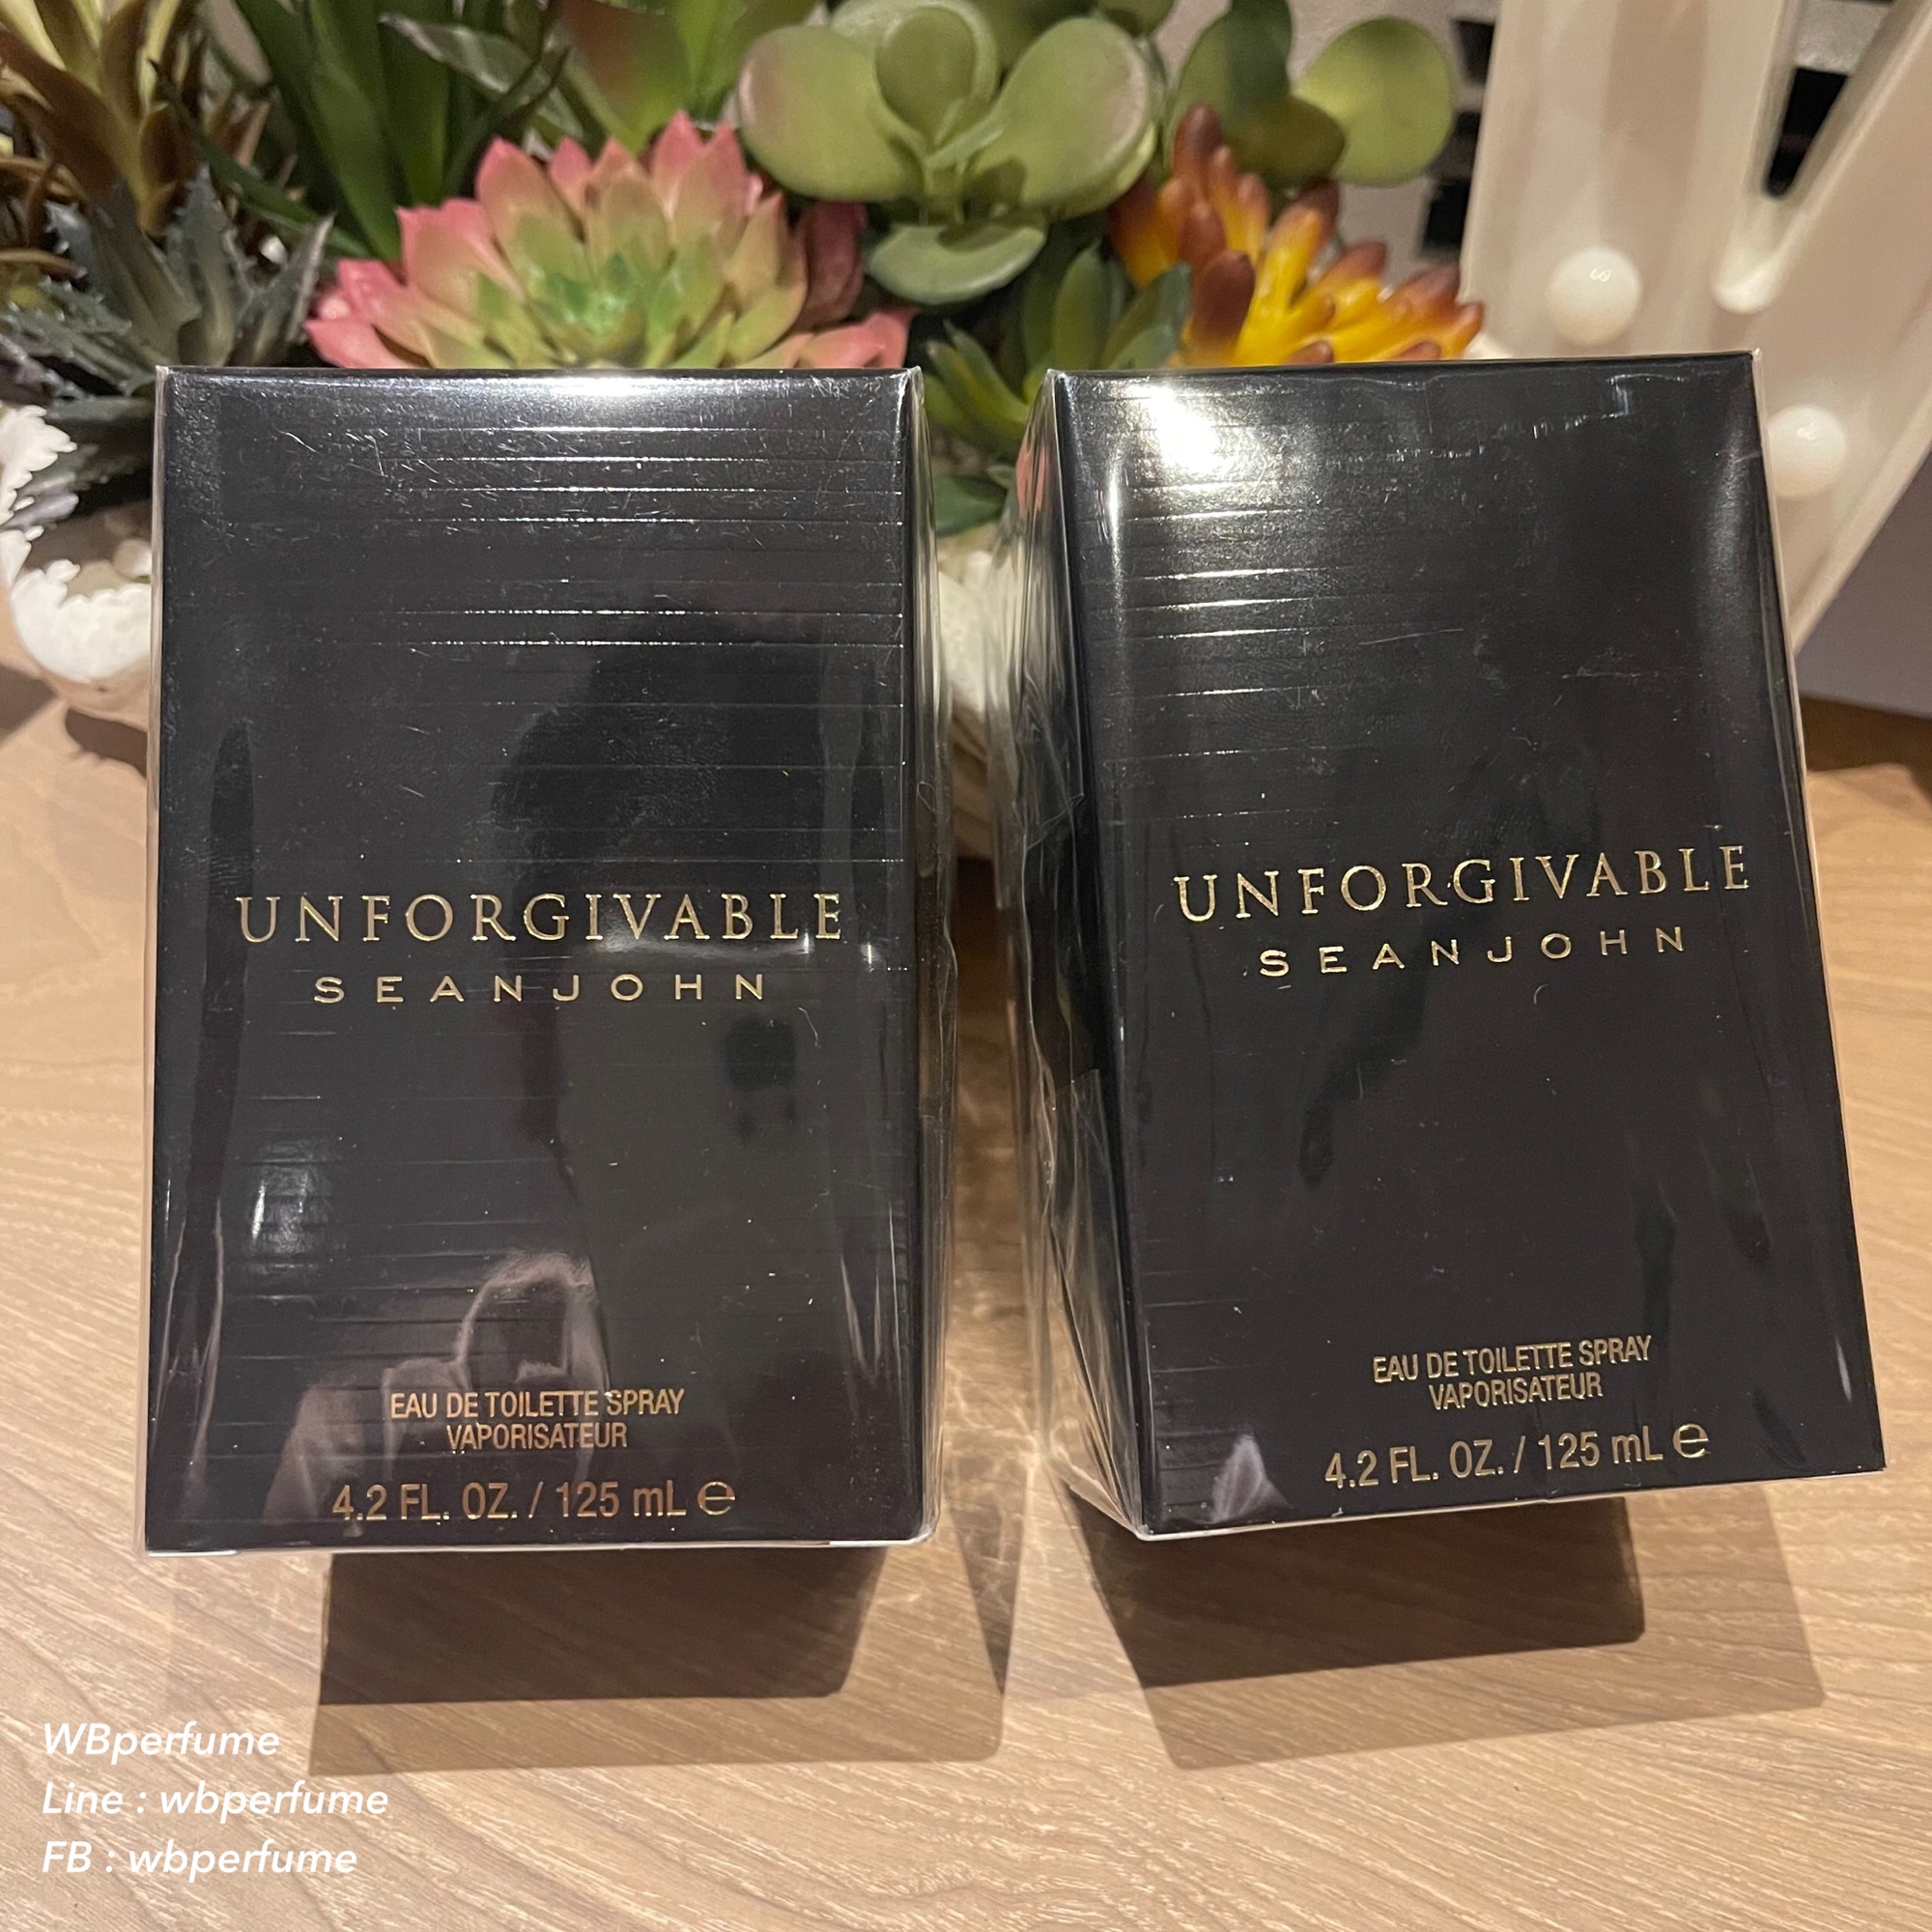 UNFORGIVABLE
SEANJOHN
EAU DE TOILETTE SPRAY
VAPORISATEUR
4.2 FL. OZ. / 125 mL ℮
UNFORGIVABLE
SEANJOHN
EAU DE TOILETTE SPRAY
VAPORISATEUR
4.2 FL. OZ. / 125 mL ℮
WBperfume
Line : wbperfume
FB : wbperfume